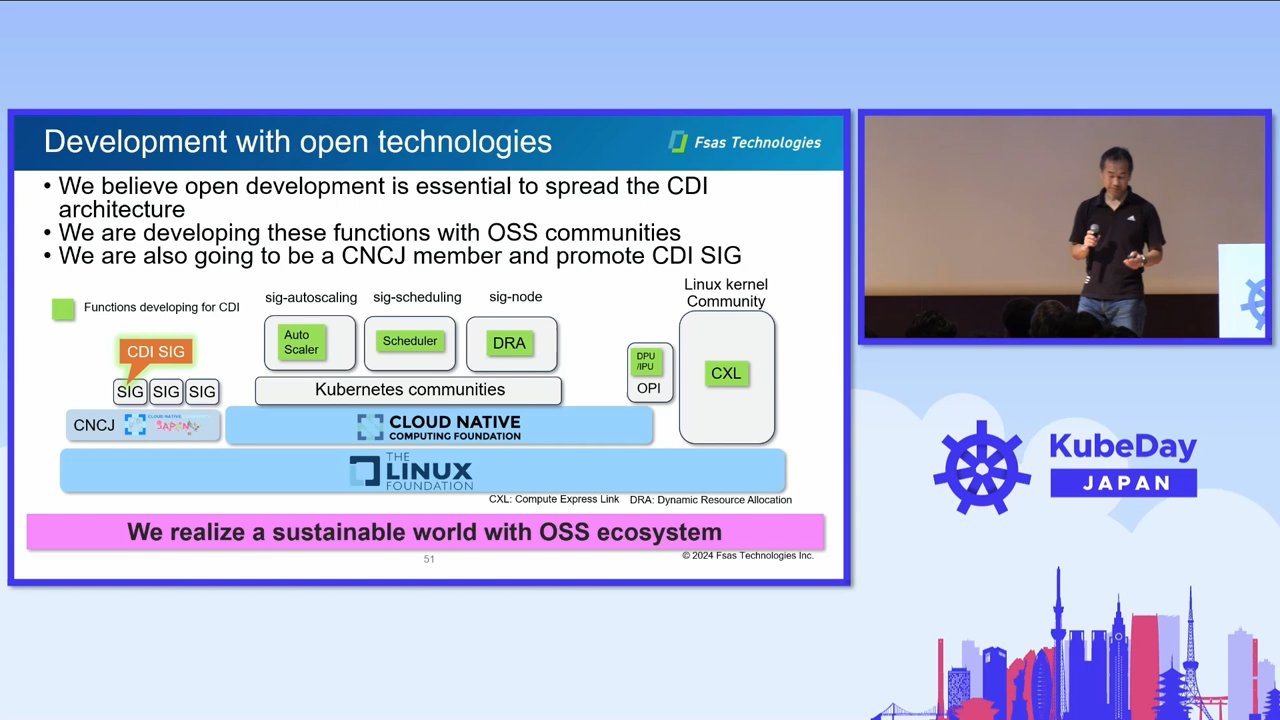 Development with open technologies
Fsas Technologies
• We believe open development is essential to spread the CDI
architecture
• We are developing these functions with OSS communities
• We are also going to be a CNCJ member and promote CDI SIG
Functions developing for CDI
sig-autoscaling
sig-scheduling
sig-node
Linux kernel
Community
Auto
Scaler
Scheduler
DRA
DPU
/IPU
OPI
CXL
CDI SIG
SIG
SIG
SIG
Kubernetes communities
CNCJ
CLOUD NATIVE
JAPAN
CLOUD NATIVE
COMPUTING FOUNDATION
THE
LINUX
FOUNDATION
CXL: Compute Express Link
DRA: Dynamic Resource Allocation
We realize a sustainable world with OSS ecosystem
51
© 2024 Fsas Technologies Inc.
KubeDay
JAPAN